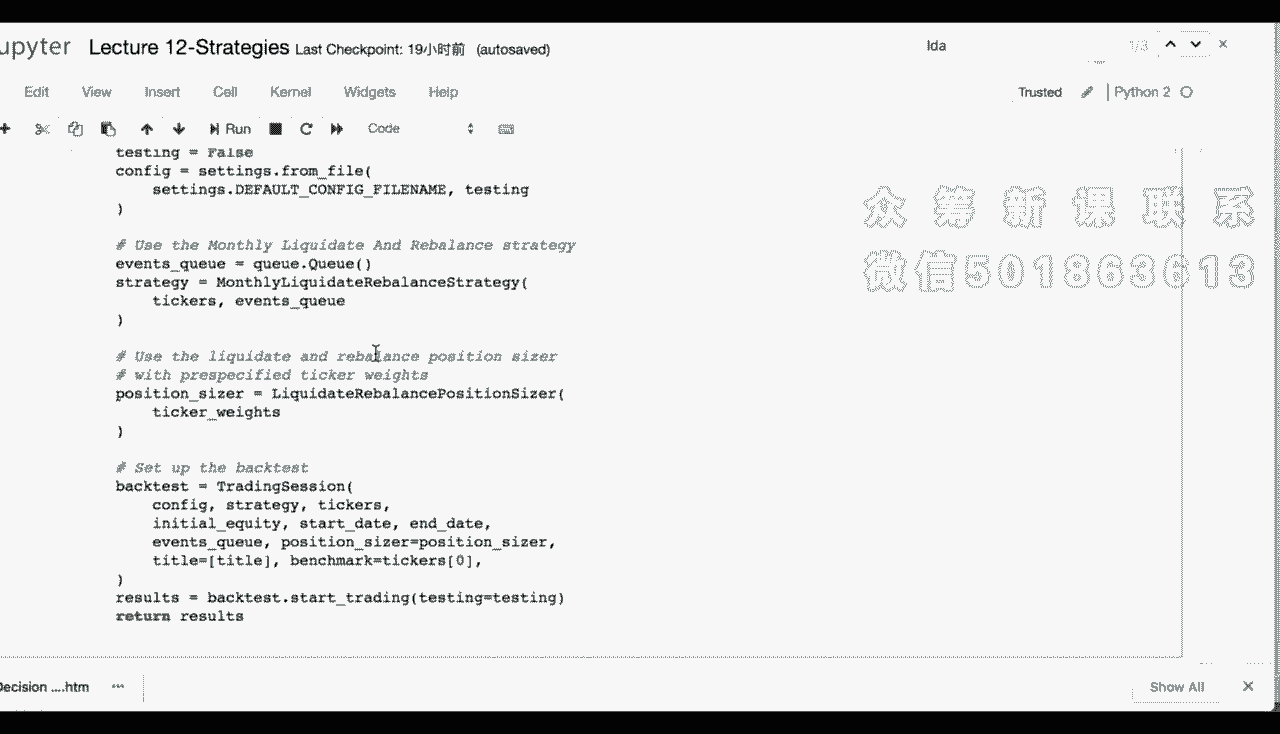 upyter Lecture 12-Strategies Last Checkpoint: 19小时前 (autosaved)
lda 1/3
Edit View Insert Cell Kernel Widgets Help Trusted Python 2
Run Code
testing = False
config = settings.from_file(
settings.DEFAULT_CONFIG_FILENAME, testing
)
众筹新课联系
微信501863613
# Use the Monthly Liquidate And Rebalance strategy
events_queue = queue.Queue()
strategy = MonthlyLiquidateRebalanceStrategy(
tickers, events_queue
)
# Use the liquidate and rebalance position sizer
# with prespecified ticker weights
position_sizer = LiquidateRebalancePositionSizer(
ticker_weights
)
# Set up the backtest
backtest = TradingSession(
config, strategy, tickers,
initial_equity, start_date, end_date,
events_queue, position_sizer=position_sizer,
title=[title], benchmark=tickers[0],
)
results = backtest.start_trading(testing=testing)
return results
Decision ....htm
Show All